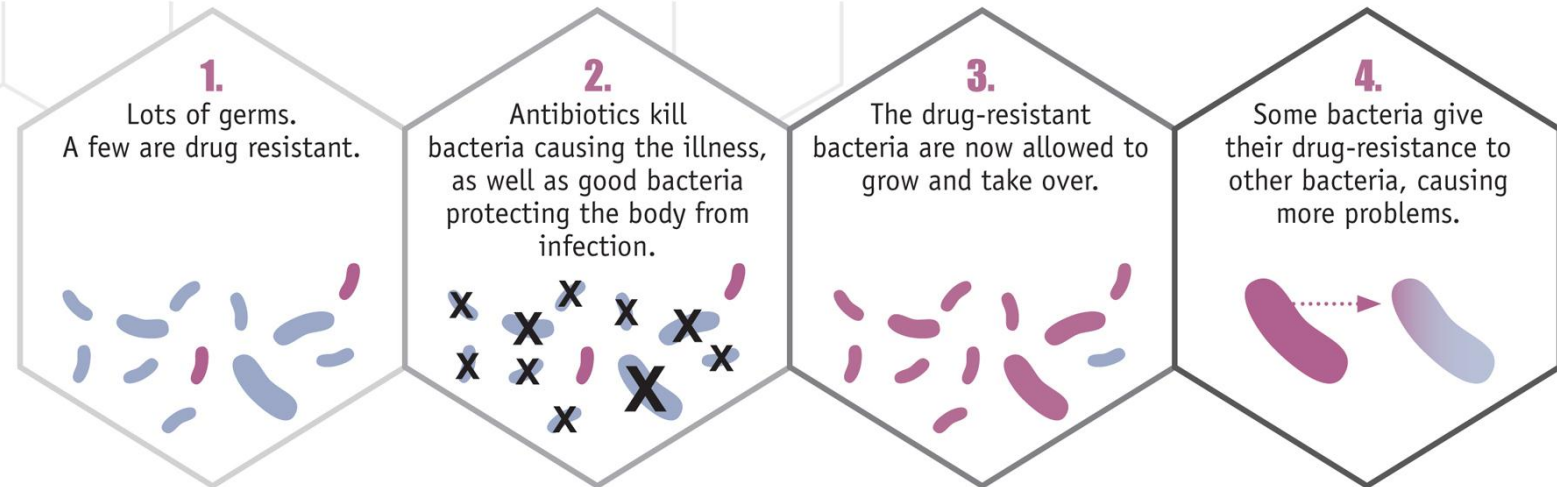 1.
Lots of germs.
A few are drug resistant.
2.
Antibiotics kill
bacteria causing the illness,
as well as good bacteria
protecting the body from
infection.
X
X
X
X
X
X
X
X
X
X
3.
The drug-resistant
bacteria are now allowed to
grow and take over.
4.
Some bacteria give
their drug-resistance to
other bacteria, causing
more problems.